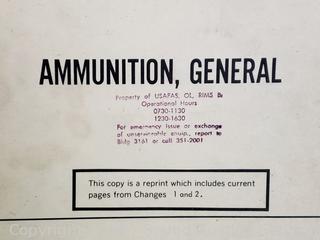 AMMUNITION, GENERAL
Property of USAFAS, OL, RIMS Br
Operational Hours
0730-1130
1230-1630
For emergency issue or exchange
of unserviceable equip., report to
Bldg 3161 or call 351-2001
This copy is a reprint which includes current
pages from Changes 1 and 2.
Copyright